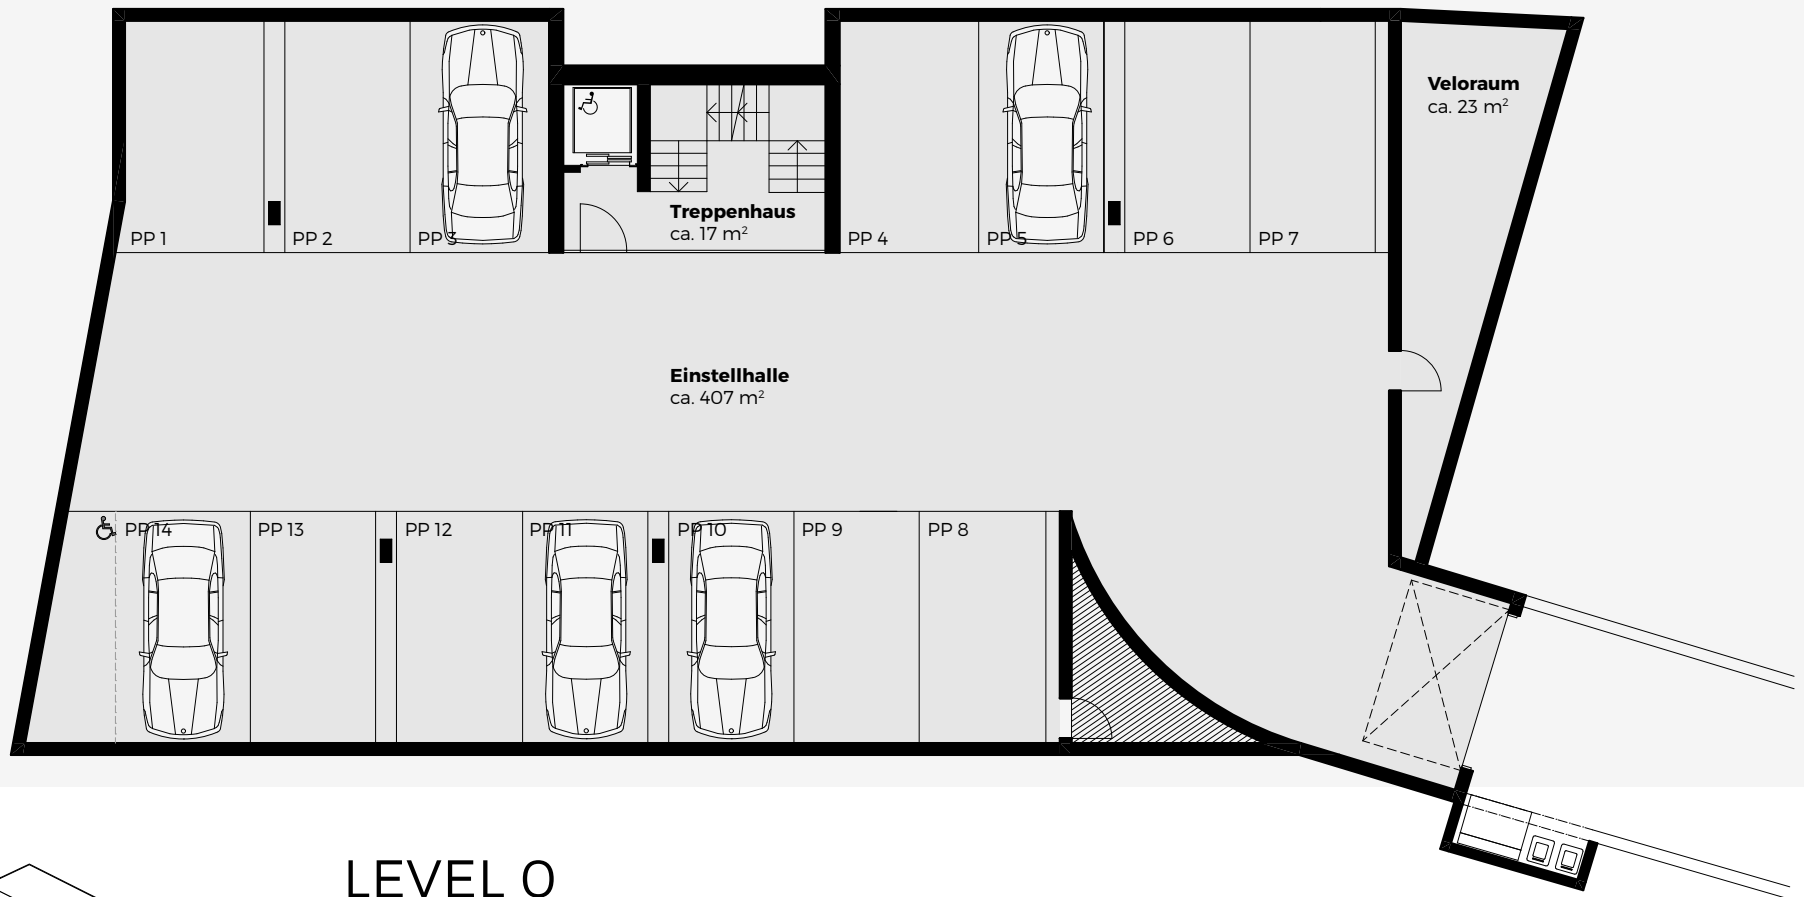 Veloraum
ca. 23 m²
Treppenhaus
ca. 17 m²
PP 1
PP 2
PP 3
PP 4
PP 5
PP 6
PP 7
Einstellhalle
ca. 407 m²
PP 14
PP 13
PP 12
PP 11
PP 10
PP 9
PP 8
LEVEL 0